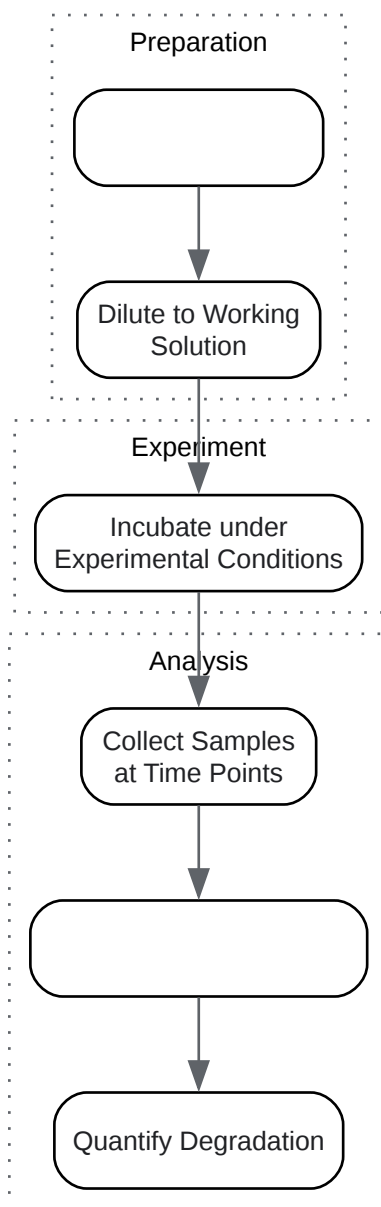 Preparation
Dilute to Working
Solution
Experiment
Incubate under
Experimental Conditions
Analysis
Collect Samples
at Time Points
Quantify Degradation